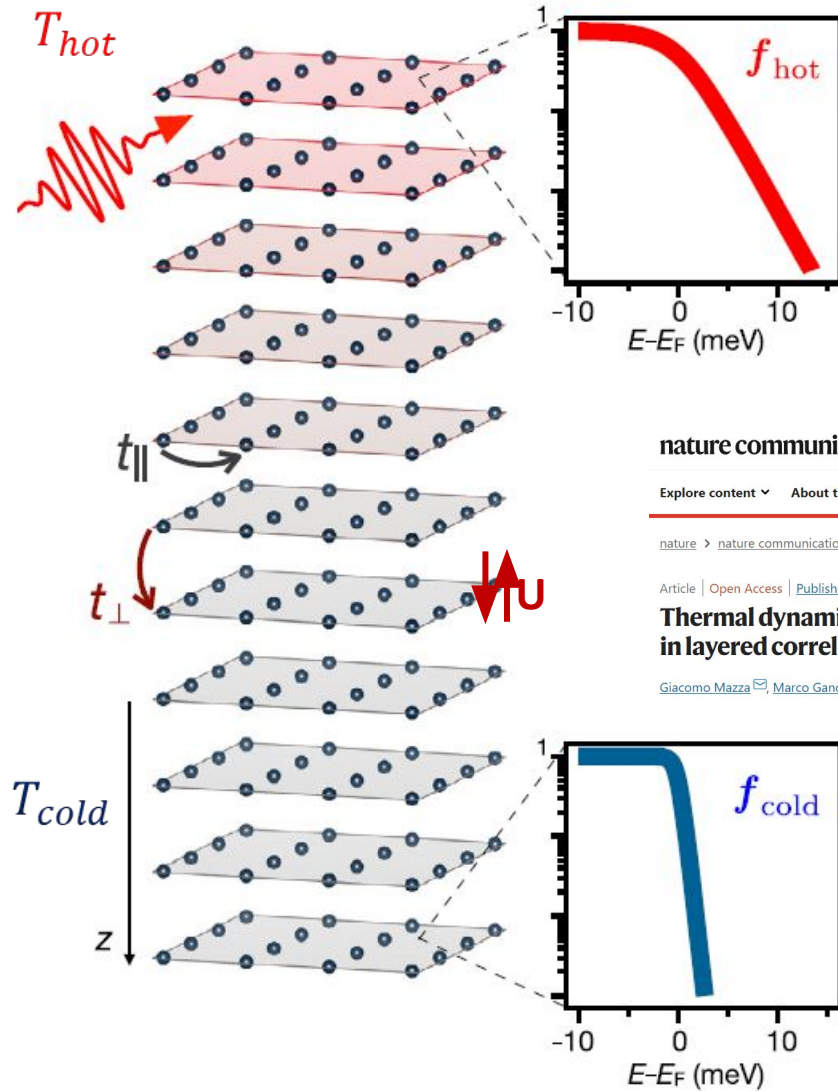 T_hot
1
f_hot
-10 0 10
E-E_F (meV)
t_∥
t_⊥
U
nature communi
Explore content About t
nature > nature communicatio
Article | Open Access | Publish
Thermal dynami
in layered correl
Giacomo Mazza, Marco Gand
T_cold
z
1
f_cold
-10 0 10
E-E_F (meV)